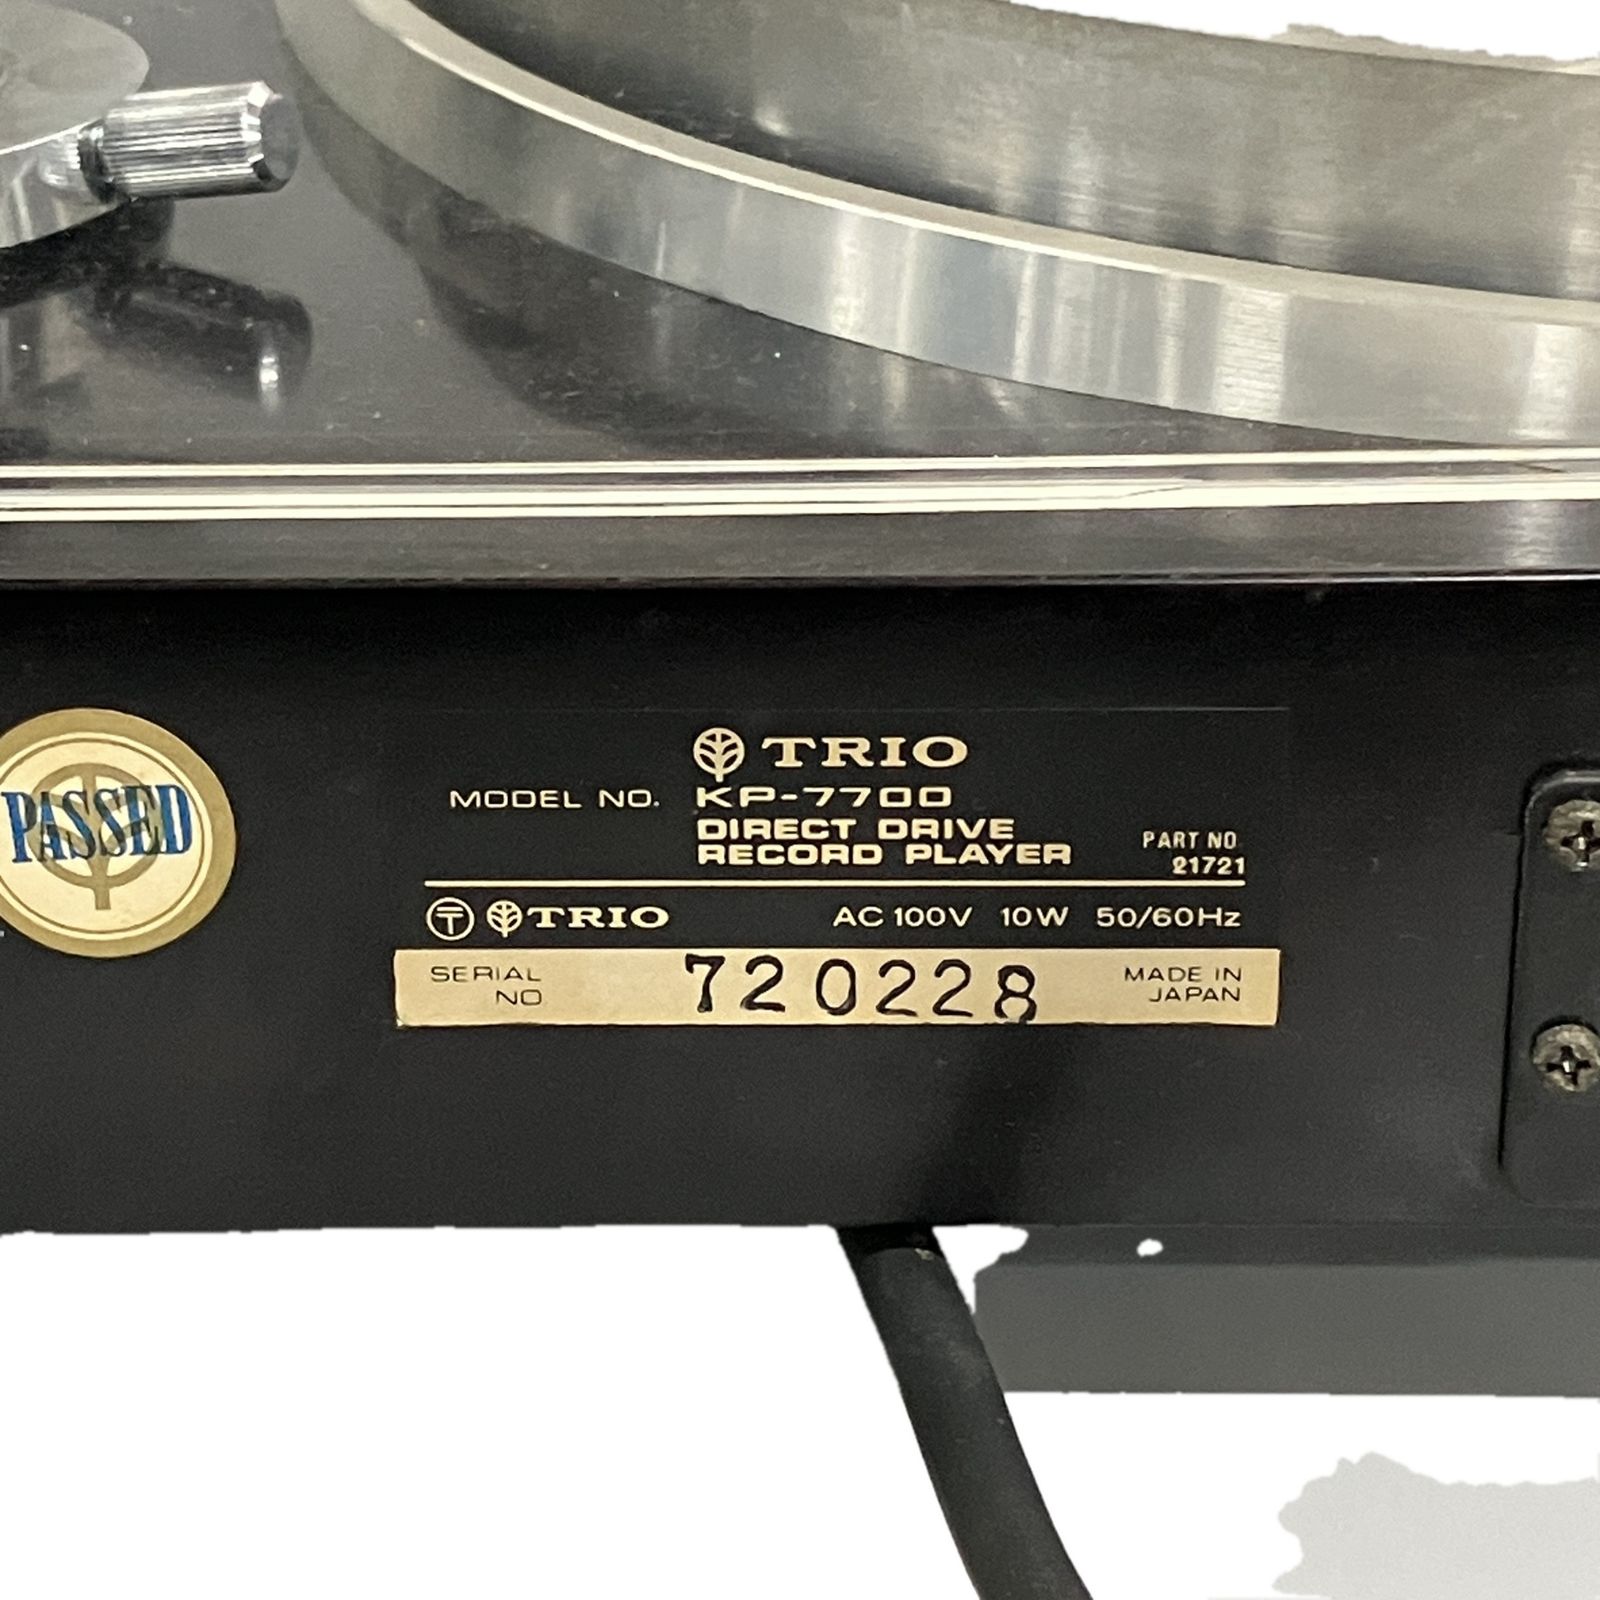 TRIO
MODEL NO. KP-7700
DIRECT DRIVE
RECORD PLAYER
PART NO
21721
PASSED
〒 TRIO AC 100V 10W 50/60Hz
SERIAL
NO
720228
MADE IN
JAPAN